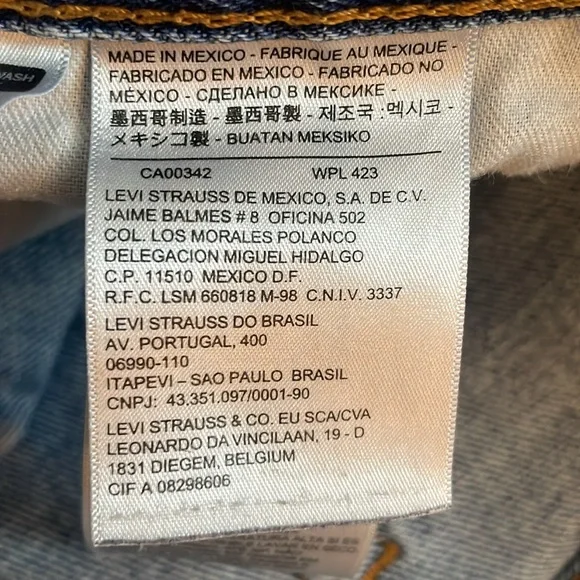 WASH
MADE IN MEXICO - FABRIQUE AU MEXIQUE -
FABRICADO EN MEXICO - FABRICADO NO
MÉXICO - СДЕЛАНО В МЕКСИКЕ -
墨西哥制造 - 墨西哥製 - 제조국 :멕시코 -
メキシコ製 - BUATAN MEKSIKO
CA00342 WPL 423
LEVI STRAUSS DE MEXICO, S.A. DE C.V.
JAIME BALMES # 8 OFICINA 502
COL. LOS MORALES POLANCO
DELEGACION MIGUEL HIDALGO
C.P. 11510 MEXICO D.F.
R.F.C. LSM 660818 M-98 C.N.I.V. 3337
LEVI STRAUSS DO BRASIL
AV. PORTUGAL, 400
06990-110
ITAPEVI – SAO PAULO BRASIL
CNPJ: 43.351.097/0001-90
LEVI STRAUSS & CO. EU SCA/CVA
LEONARDO DA VINCILAAN, 19 - D
1831 DIEGEM, BELGIUM
CIF A 08298606